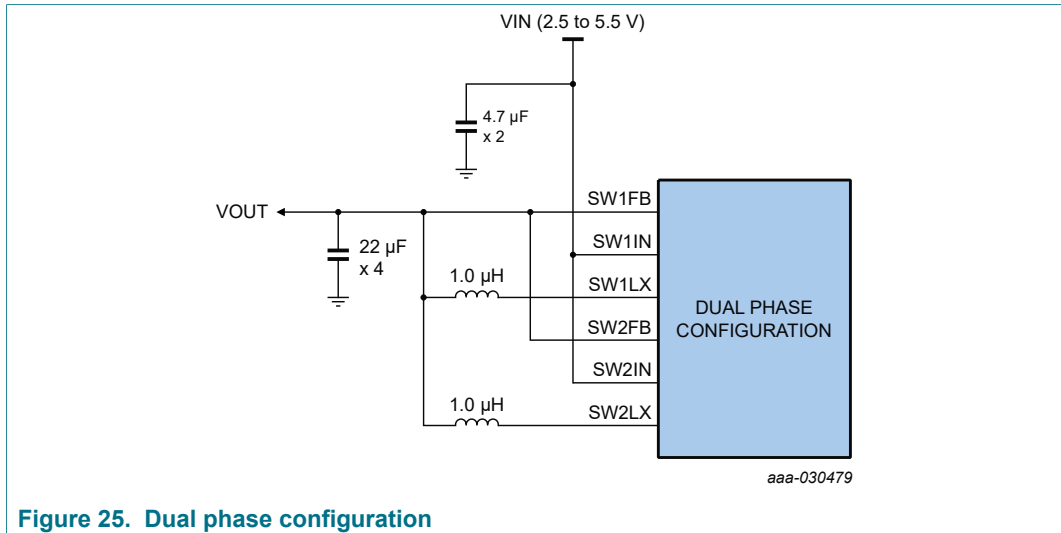 VIN (2.5 to 5.5 V)
4.7 µF
x 2
SW1FB
VOUT
SW1IN
22 µF
x 4
1.0 µH
SW1LX
DUAL PHASE
CONFIGURATION
SW2FB
SW2IN
1.0 µH
SW2LX
aaa-030479
Figure 25. Dual phase configuration